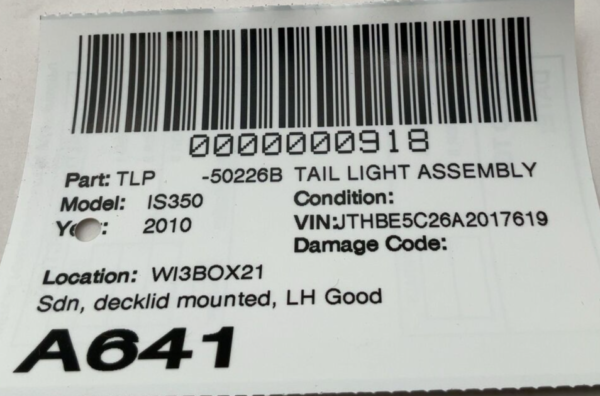 0000000918
Part: TLP -50226B TAIL LIGHT ASSEMBLY
Model: IS350 Condition:
Year: 2010 VIN:JTHBE5C26A2017619
Damage Code:
Location: WI3BOX21
Sdn, decklid mounted, LH Good
A641